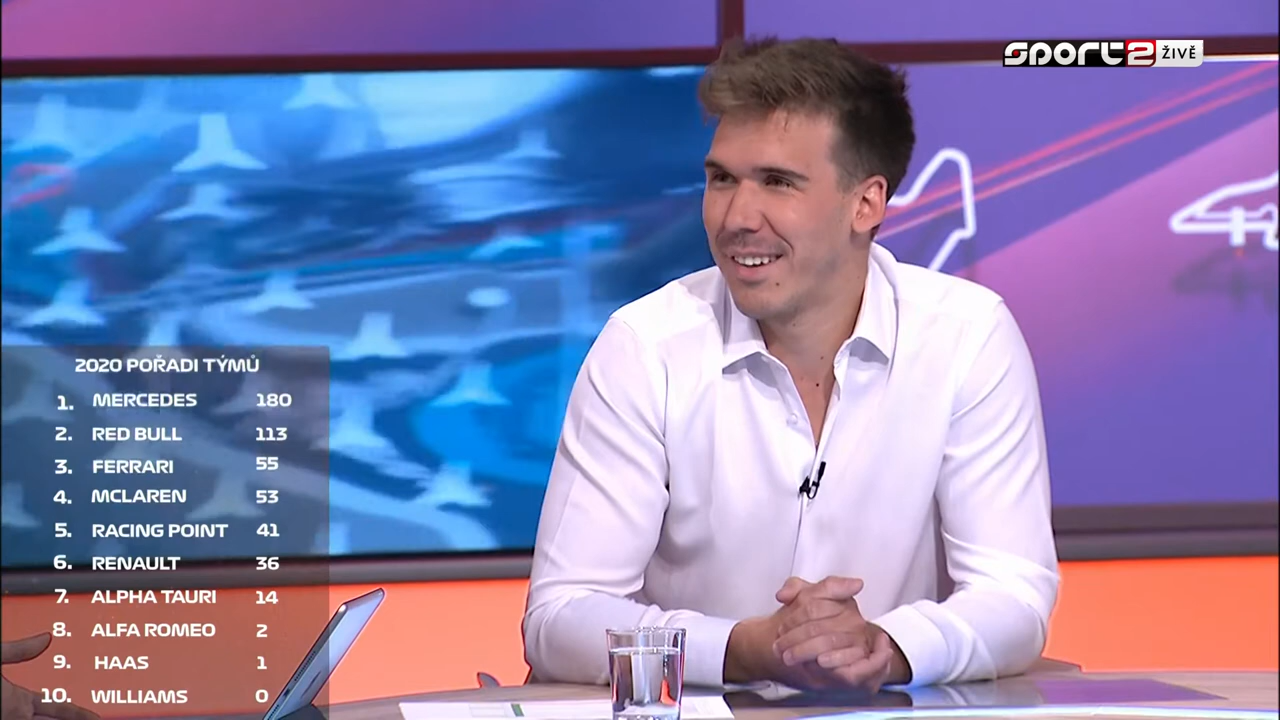 SPORT2 ŽIVĚ
2020 POŘADI TÝMŮ
1. MERCEDES 180
2. RED BULL 113
3. FERRARI 55
4. MCLAREN 53
5. RACING POINT 41
6. RENAULT 36
7. ALPHA TAURI 14
8. ALFA ROMEO 2
9. HAAS 1
10. WILLIAMS 0